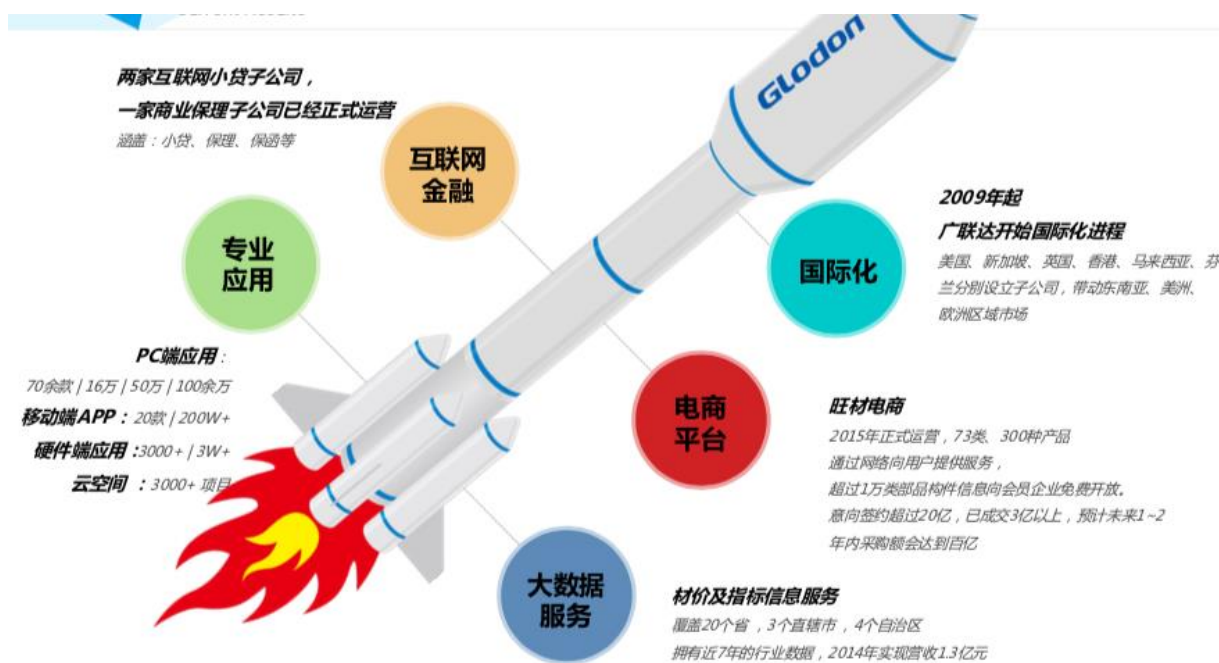 两家互联网小贷子公司，
一家商业保理子公司已经正式运营
涵盖：小贷、保理、保函等
互联网
金融
GLodon
专业
应用
PC端应用：
70余款 | 16万 | 50万 | 100余万
移动端APP：20款 | 200W+
硬件端应用：3000+ | 3W+
云空间 ：3000+ 项目
国际化
2009年起
广联达开始国际化进程
美国、新加坡、英国、香港、马来西亚、芬
兰分别设立子公司，带动东南亚、美洲、
欧洲区域市场
电商
平台
旺材电商
2015年正式运营，73类、300种产品
通过网络向用户提供服务，
超过1万类部品构件信息向会员企业免费开放。
意向签约超过20亿，已成交3亿以上，预计未来1~2
年内采购额会达到百亿
大数据
服务
材价及指标信息服务
覆盖20个省 ，3个直辖市 ，4个自治区
拥有近7年的行业数据，2014年实现营收1.3亿元